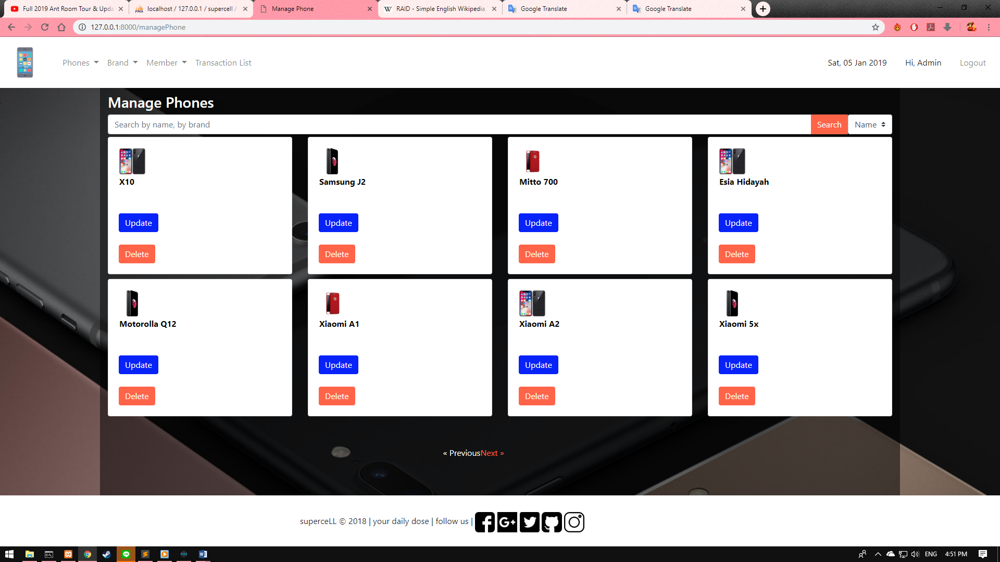 Full 2019 Ant Room Tour & Upda
localhost / 127.0.0.1 / supercell /
Manage Phone
RAID - Simple English Wikipedia,
Google Translate
Google Translate
127.0.0.1:8000/managePhone
Phones Brand Member Transaction List
Sat, 05 Jan 2019 Hi, Admin Logout
Manage Phones
Search by name, by brand Search Name
X10 Samsung J2 Mitto 700 Esia Hidayah
Update Update Update Update
Delete Delete Delete Delete
Motorolla Q12 Xiaomi A1 Xiaomi A2 Xiaomi 5x
Update Update Update Update
Delete Delete Delete Delete
« PreviousNext »
superceLL © 2018 | your daily dose | follow us |
ENG 4:51 PM